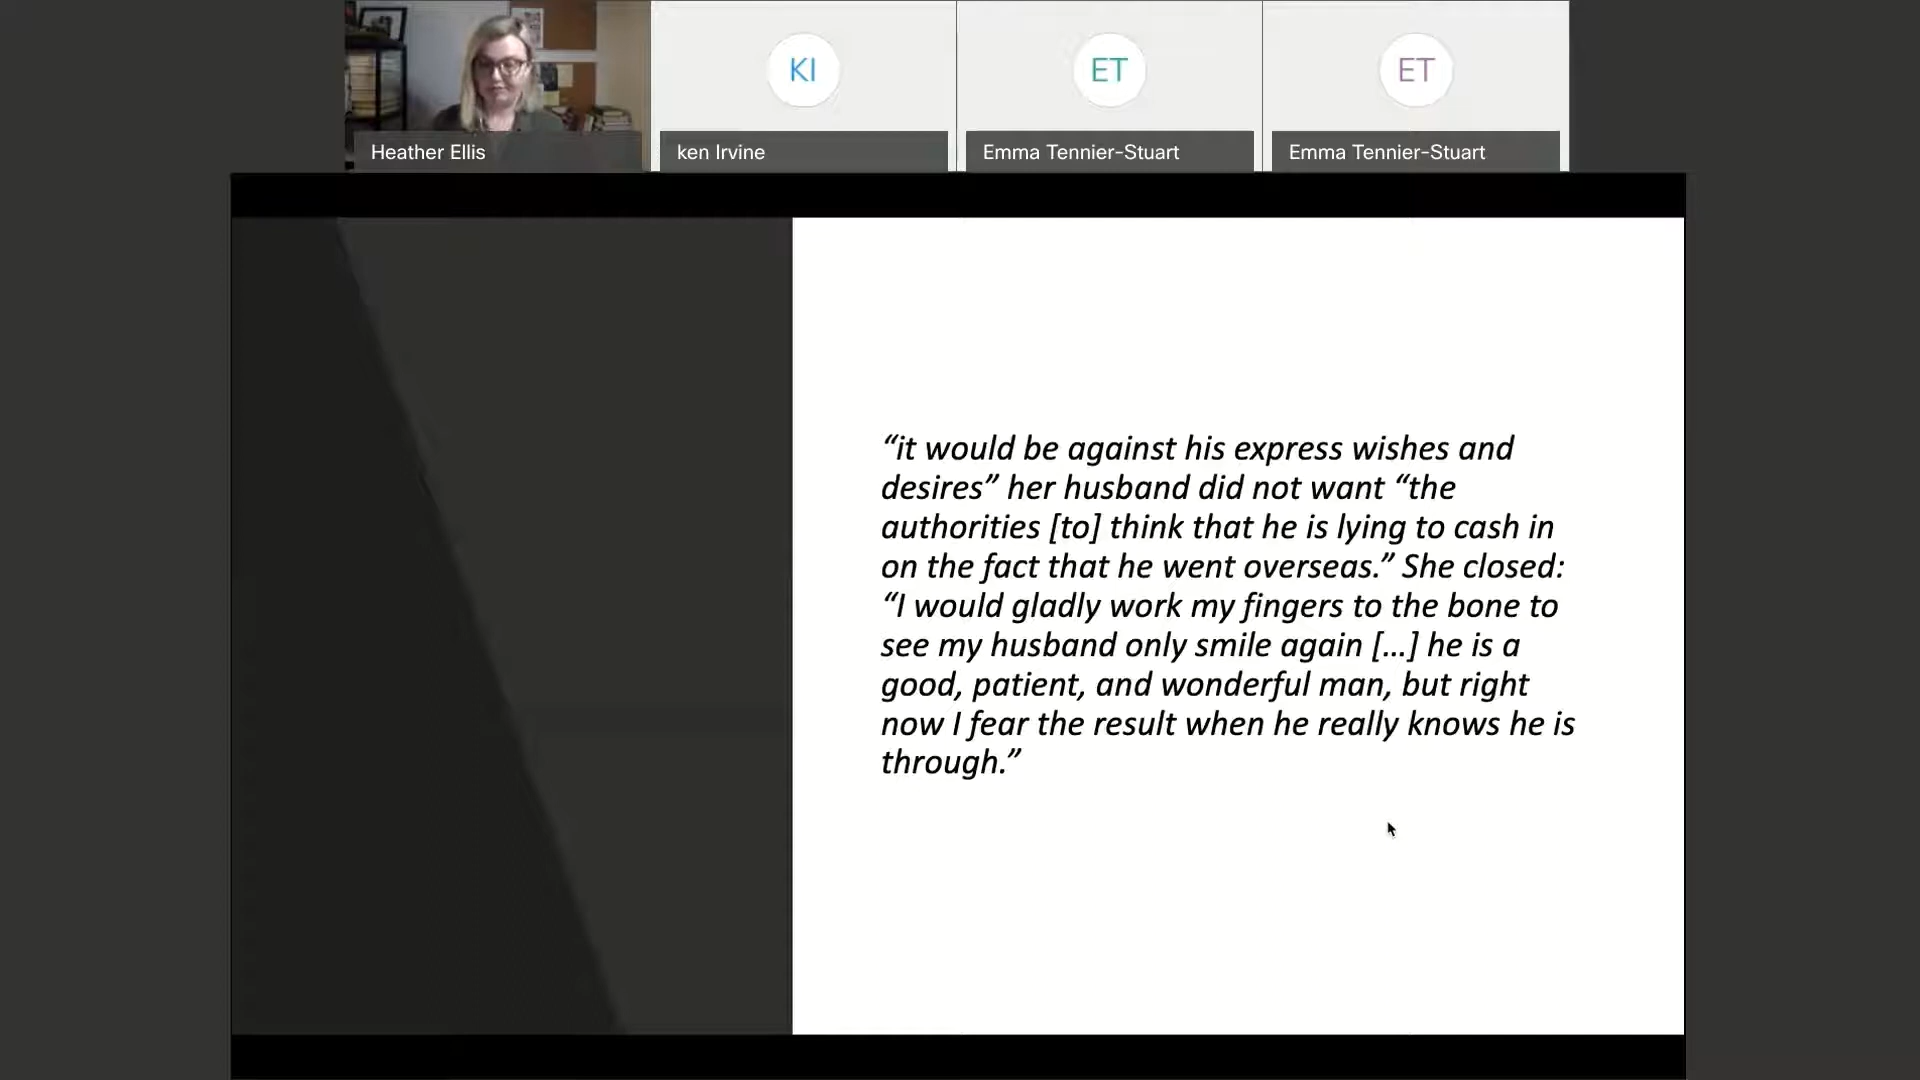 KI
ET
ET
Heather Ellis
ken Irvine
Emma Tennier-Stuart
Emma Tennier-Stuart
“it would be against his express wishes and
desires” her husband did not want “the
authorities [to] think that he is lying to cash in
on the fact that he went overseas.” She closed:
“I would gladly work my fingers to the bone to
see my husband only smile again [...] he is a
good, patient, and wonderful man, but right
now I fear the result when he really knows he is
through.”